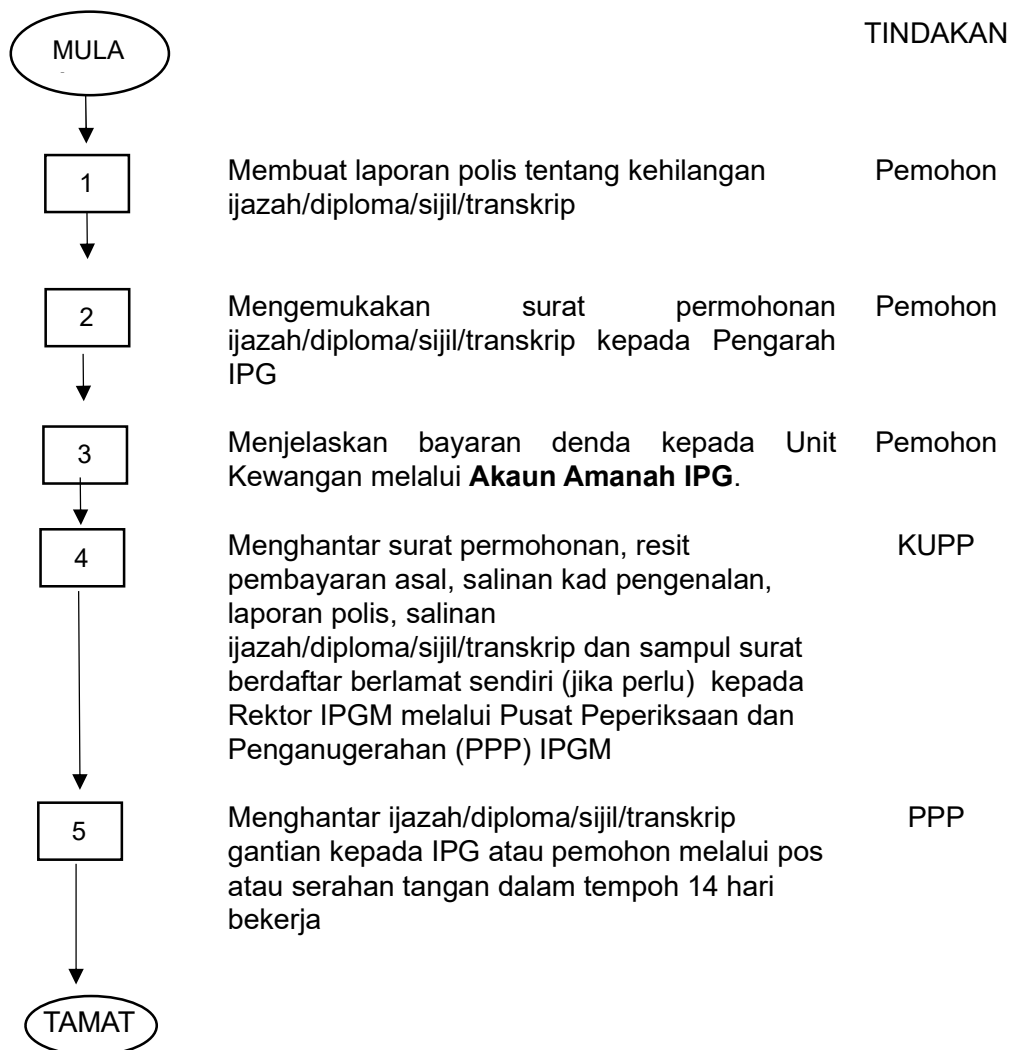 MULA
TINDAKAN
1
Membuat laporan polis tentang kehilangan
ijazah/diploma/sijil/transkrip
Pemohon
2
Mengemukakan surat permohonan
ijazah/diploma/sijil/transkrip kepada Pengarah
IPG
Pemohon
3
Menjelaskan bayaran denda kepada Unit
Kewangan melalui Akaun Amanah IPG.
Pemohon
4
Menghantar surat permohonan, resit
pembayaran asal, salinan kad pengenalan,
laporan polis, salinan
ijazah/diploma/sijil/transkrip dan sampul surat
berdaftar berlamat sendiri (jika perlu) kepada
Rektor IPGM melalui Pusat Peperiksaan dan
Penganugerahan (PPP) IPGM
KUPP
5
Menghantar ijazah/diploma/sijil/transkrip
gantian kepada IPG atau pemohon melalui pos
atau serahan tangan dalam tempoh 14 hari
bekerja
PPP
TAMAT